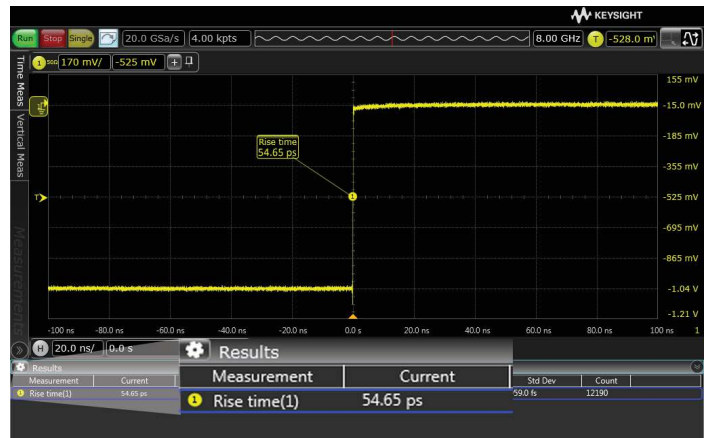 KEYSIGHT
Run Stop Single 20.0 GSa/s 4.00 kpts 8.00 GHz T -528.0 m
1 50Ω 170 mV/ -525 mV +
Time Meas
Vertical Meas
Measurements
155 mV
-15.0 mV
-185 mV
-355 mV
-525 mV
-695 mV
-865 mV
-1.04 V
-1.21 V
Rise time
54.65 ps
1
T
-100 ns -80.0 ns -60.0 ns -40.0 ns -20.0 ns 0.0 s 20.0 ns 40.0 ns 60.0 ns 80.0 ns 100 ns 1
H 20.0 ns/ 0.0 s
Results
Measurement Current Std Dev Count
1 Rise time(1) 54.65 ps 59.0 fs 12190
Results
Measurement Current
1 Rise time(1) 54.65 ps